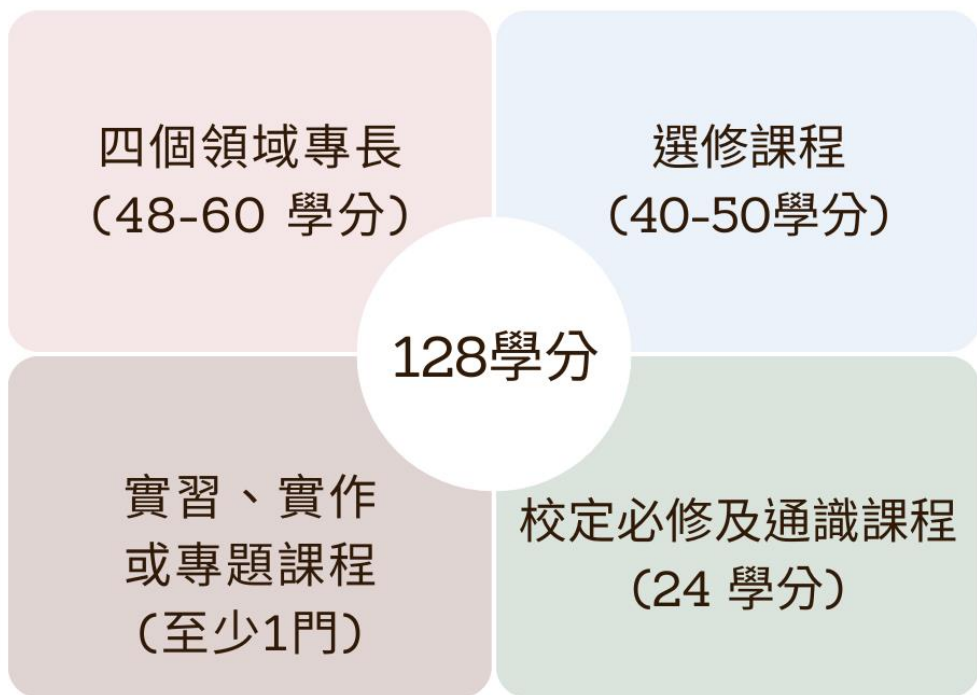 四個領域專長
(48-60 學分)
選修課程
(40-50學分)
128學分
實習、實作
或專題課程
(至少1門)
校定必修及通識課程
(24 學分)